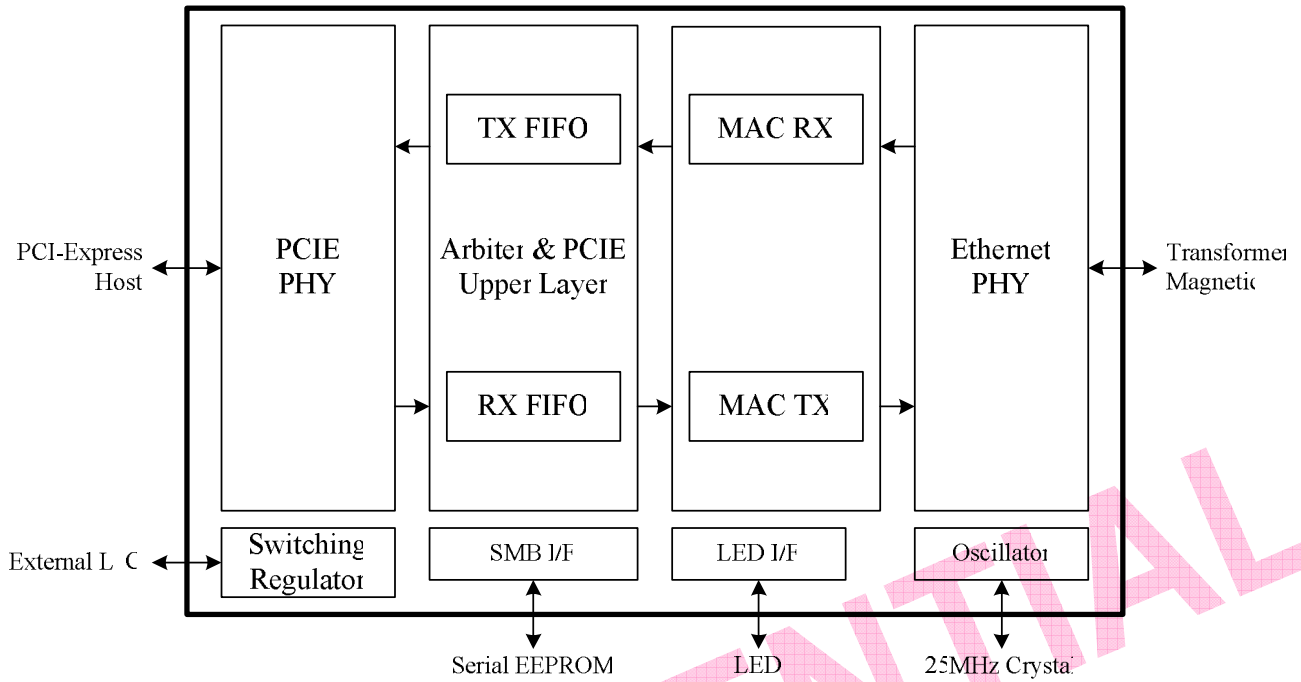 TX FIFO
MAC RX
PCI-Express
Host
PCIE
PHY
Arbiter & PCIE
Upper Layer
Ethernet
PHY
Transformer
Magnetic
RX FIFO
MAC TX
External L C
Switching
Regulator
SMB I/F
LED I/F
Oscillator
Serial EEPROM
LED
25MHz Crystal
ENTIAL